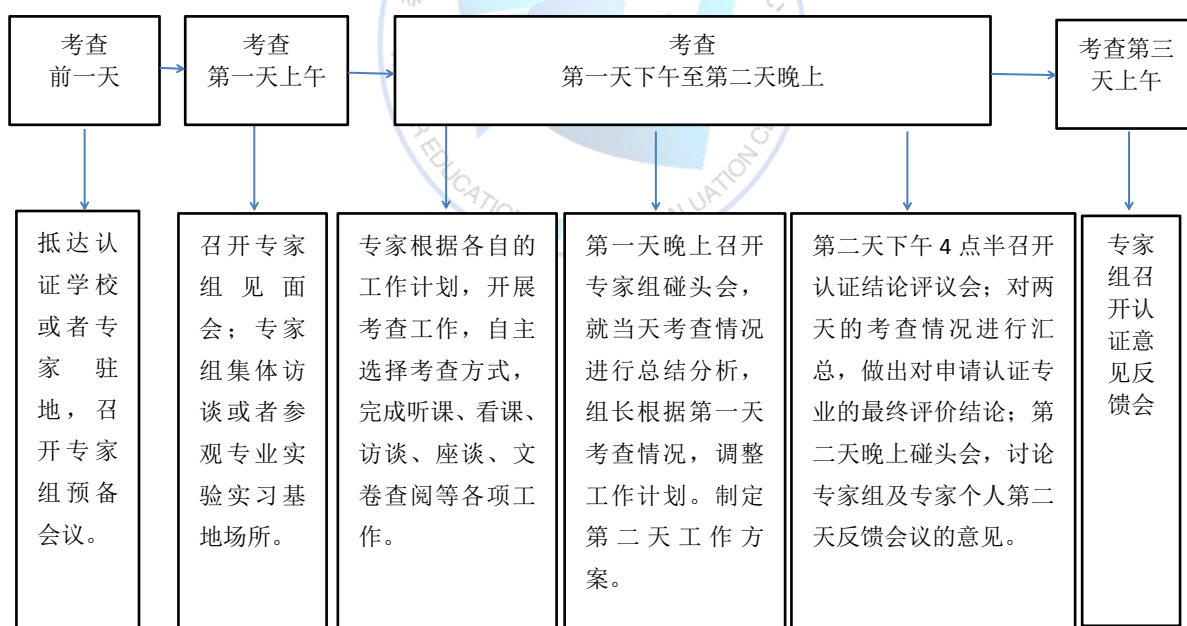 考查
前一天
考查
第一天上午
考查
第一天下午至第二天晚上
考查第三
天上午
抵达认
证学校
或者专
家驻
地，召
开专家
组预备
会议。
召开专家
组见面
会；专家
组集体访
谈或者参
观专业实
验实习基
地场所。
专家根据各自的
工作计划，开展
考查工作，自主
选择考查方式，
完成听课、看课、
访谈、座谈、文
卷查阅等各项工
作。
第一天晚上召开
专家组碰头会，
就当天考查情况
进行总结分析，
组长根据第一天
考查情况，调整
工作计划。制定
第二天工作方
案。
第二天下午 4 点半召开
认证结论评议会；对两
天的考查情况进行汇
总，做出对申请认证专
业的最终评价结论；第
二天晚上碰头会，讨论
专家组及专家个人第二
天反馈会议的意见。
专家
组召
开认
证意
见反
馈会